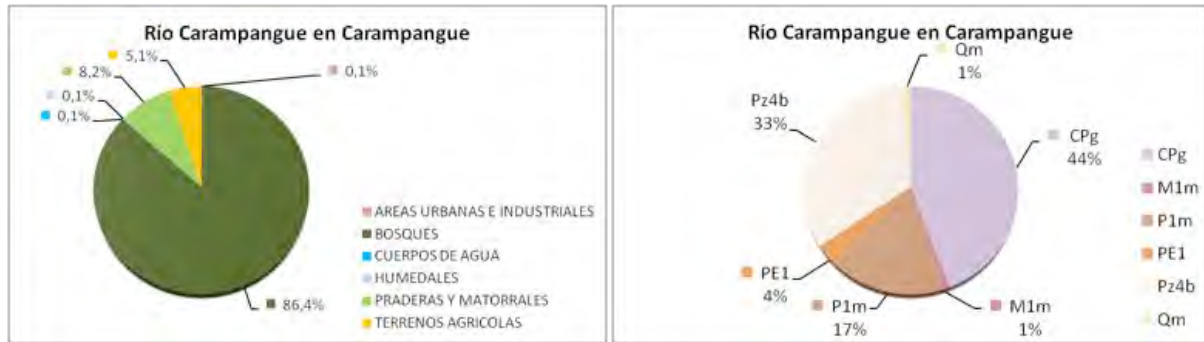 Río Carampangue en Carampangue
5,1%
0,1%
8,2%
0,1%
0,1%
AREAS URBANAS E INDUSTRIALES
BOSQUES
CUERPOS DE AGUA
HUMEDALES
PRADERAS Y MATORRALES
TERRENOS AGRICOLAS
86,4%
Río Carampangue en Carampangue
Qm
1%
Pz4b
33%
CPg
44%
PE1
4%
P1m
17%
M1m
1%
CPg
M1m
P1m
PE1
Pz4b
Qm